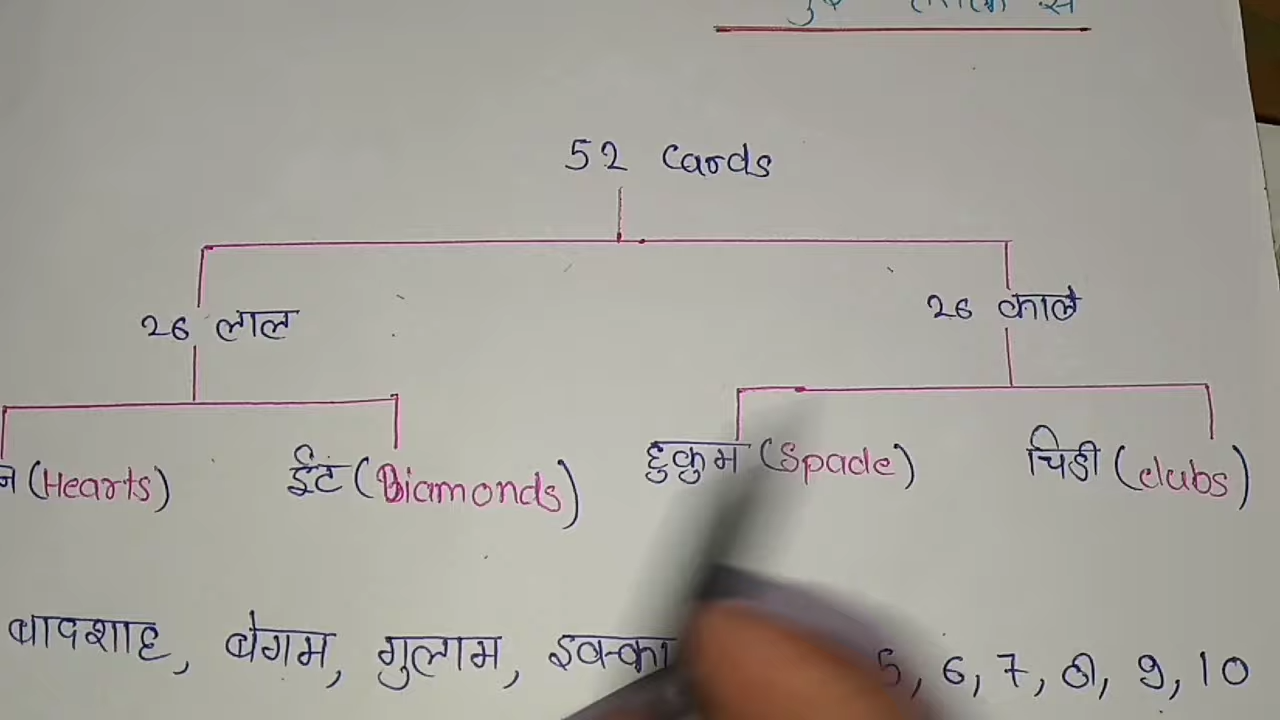 से
52 Cards
26 लाल 26 काले
(Hearts) ईंट (Diamonds) हुकुम (Spade) चिडी (clubs)
बादशाह, बेगम, गुलाम, इक्का 5, 6, 7, 8, 9, 10